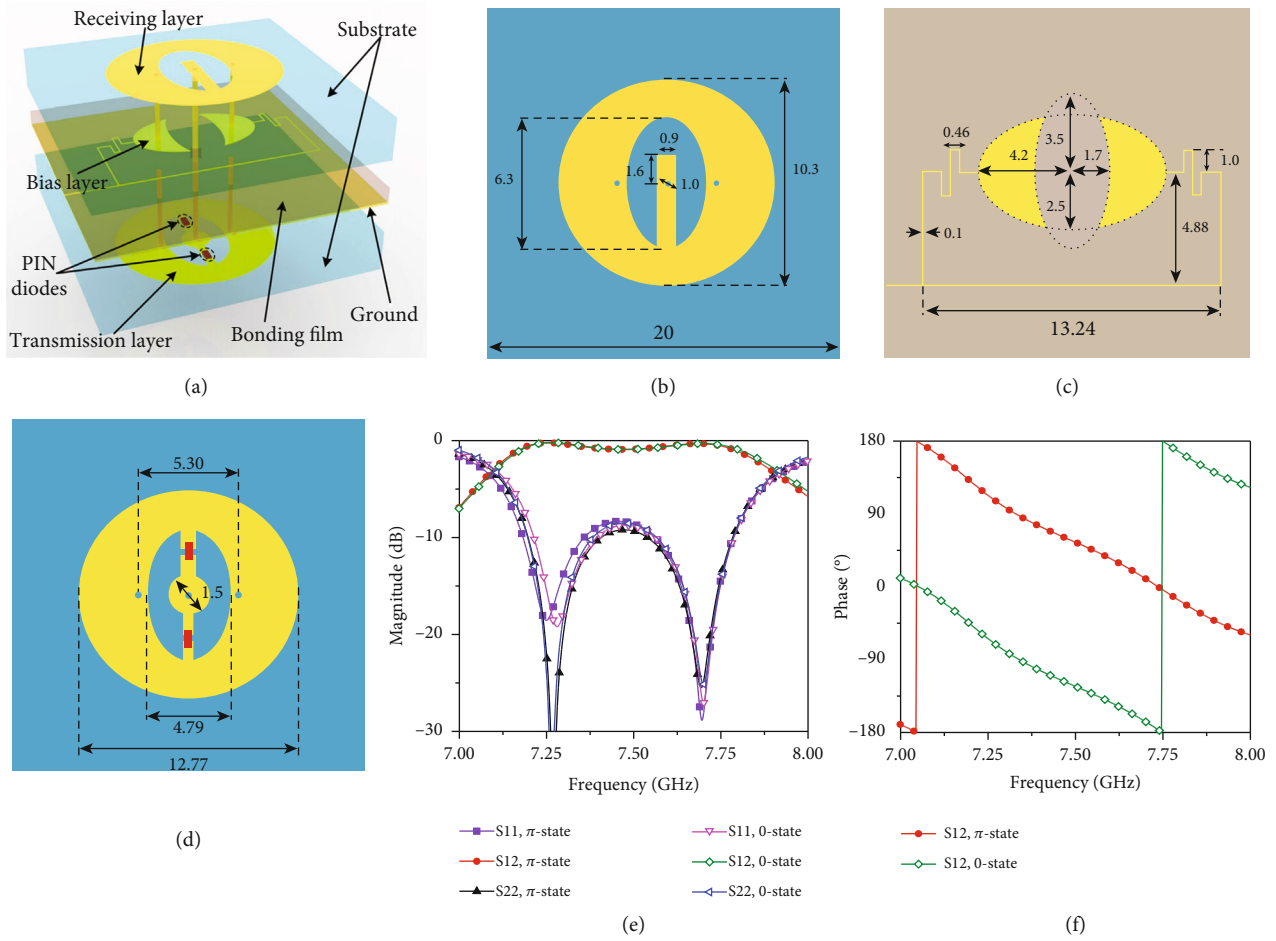 Receiving layer
Substrate
Bias layer
PIN
diodes
Transmission layer
Bonding film
Ground
(a)
0.9
1.6
1.0
6.3
10.3
20
(b)
0.46
4.2
3.5
1.7
2.5
1.0
4.88
0.1
13.24
(c)
5.30
1.5
4.79
12.77
(d)
0
−10
−20
−30
Magnitude (dB)
7.00
7.25
7.50
7.75
8.00
Frequency (GHz)
S11, π-state
S11, 0-state
S12, π-state
S12, 0-state
S22, π-state
S22, 0-state
(e)
180
90
0
−90
−180
Phase (°)
7.00
7.25
7.50
7.75
8.00
Frequency (GHz)
S12, π-state
S12, 0-state
(f)